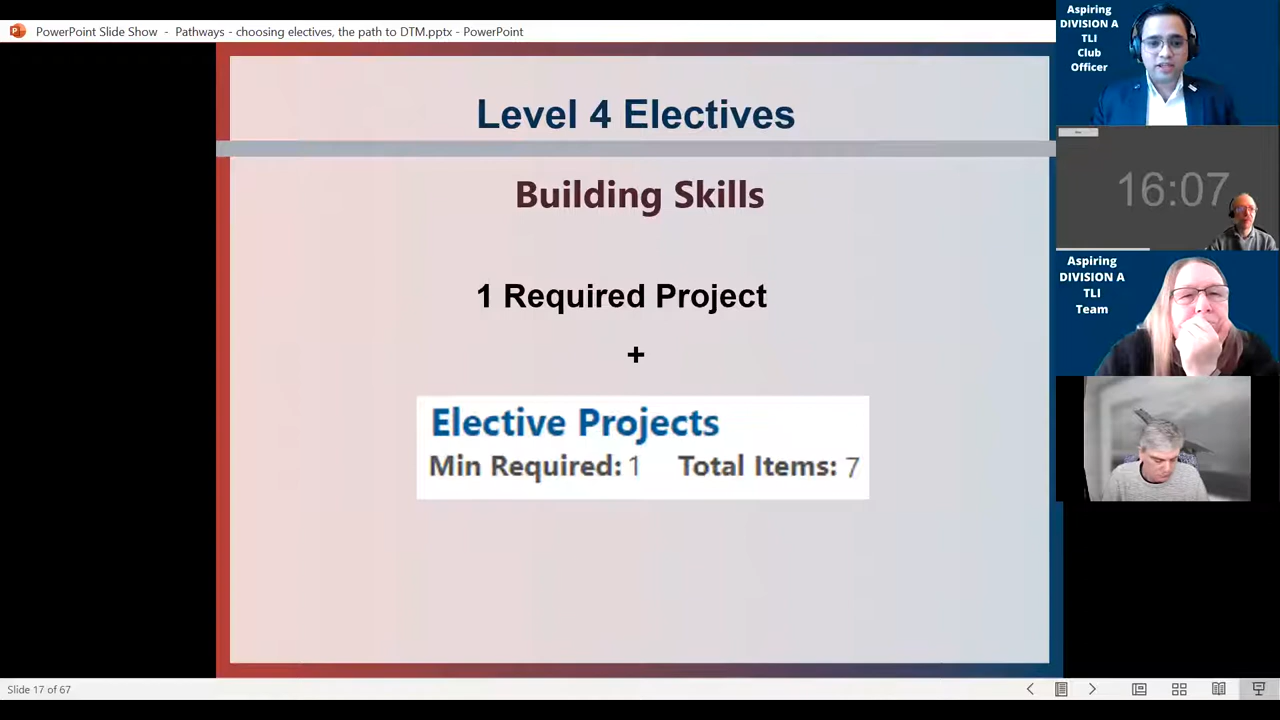 PowerPoint Slide Show - Pathways - choosing electives, the path to DTM.pptx - PowerPoint
Level 4 Electives
Building Skills
1 Required Project
+
Elective Projects
Min Required: 1 Total Items: 7
Slide 17 of 67
Aspiring
DIVISION A
TLI
Club
Officer
16:07
Aspiring
DIVISION A
TLI
Team